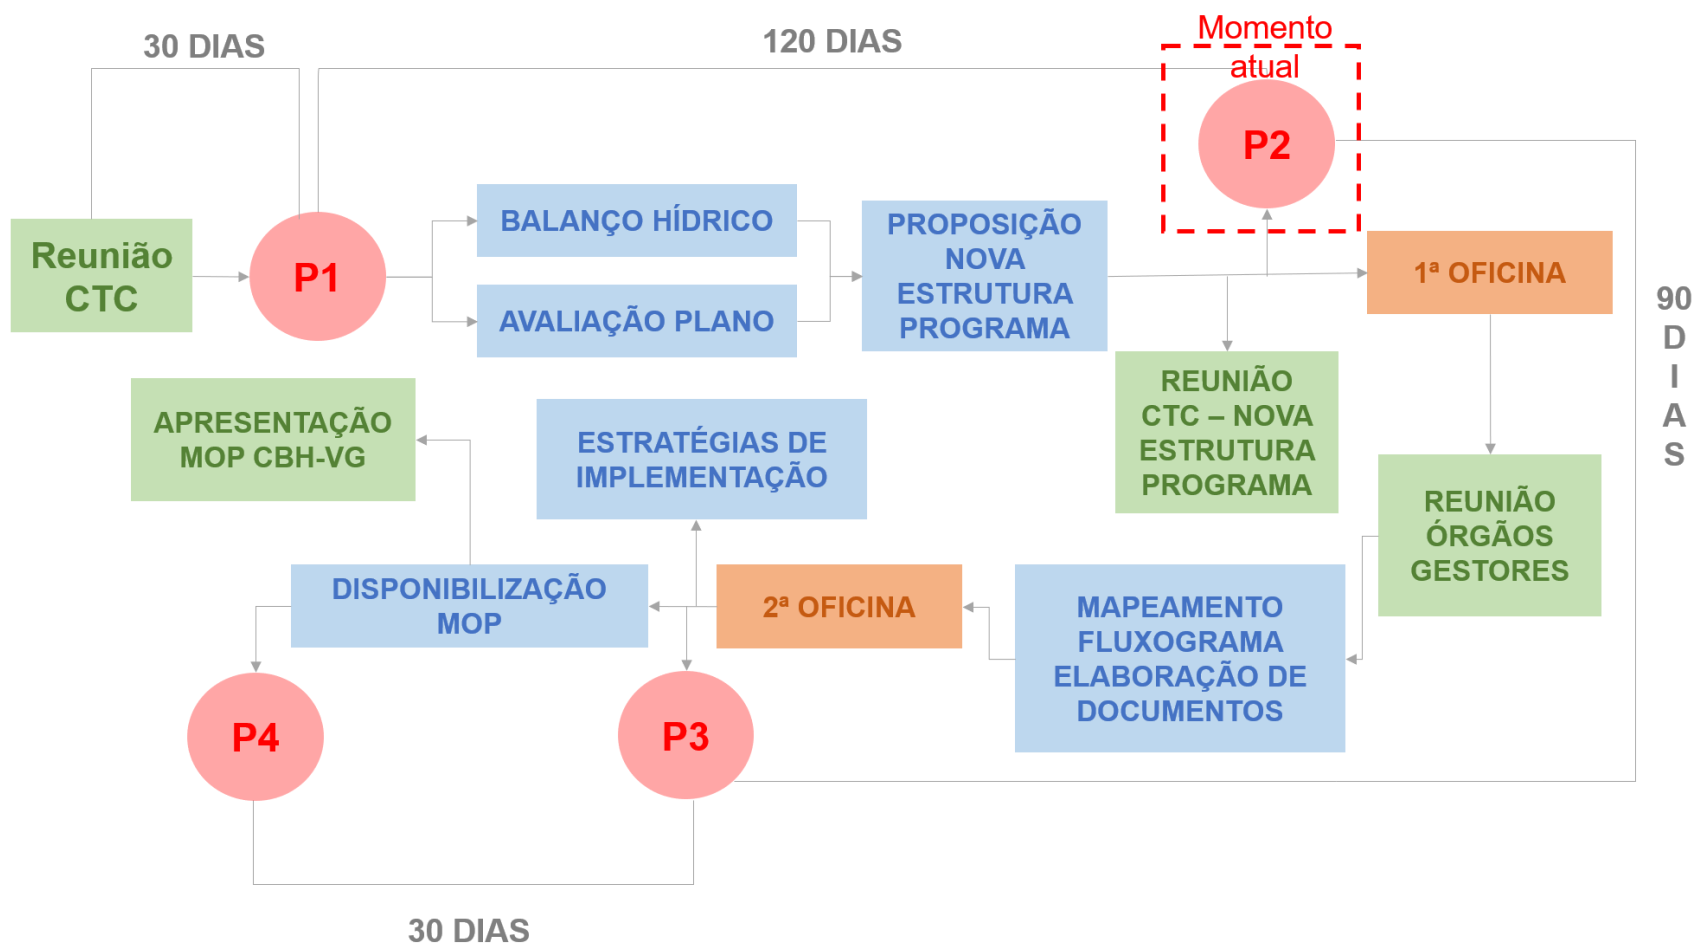 30 DIAS
120 DIAS
Momento
atual
P2
Reunião
CTC
P1
BALANÇO HÍDRICO
AVALIAÇÃO PLANO
PROPOSIÇÃO
NOVA
ESTRUTURA
PROGRAMA
1ª OFICINA
90
D
I
A
S
REUNIÃO
CTC – NOVA
ESTRUTURA
PROGRAMA
APRESENTAÇÃO
MOP CBH-VG
ESTRATÉGIAS DE
IMPLEMENTAÇÃO
REUNIÃO
ÓRGÃOS
GESTORES
DISPONIBILIZAÇÃO
MOP
2ª OFICINA
MAPEAMENTO
FLUXOGRAMA
ELABORAÇÃO DE
DOCUMENTOS
P4
P3
30 DIAS